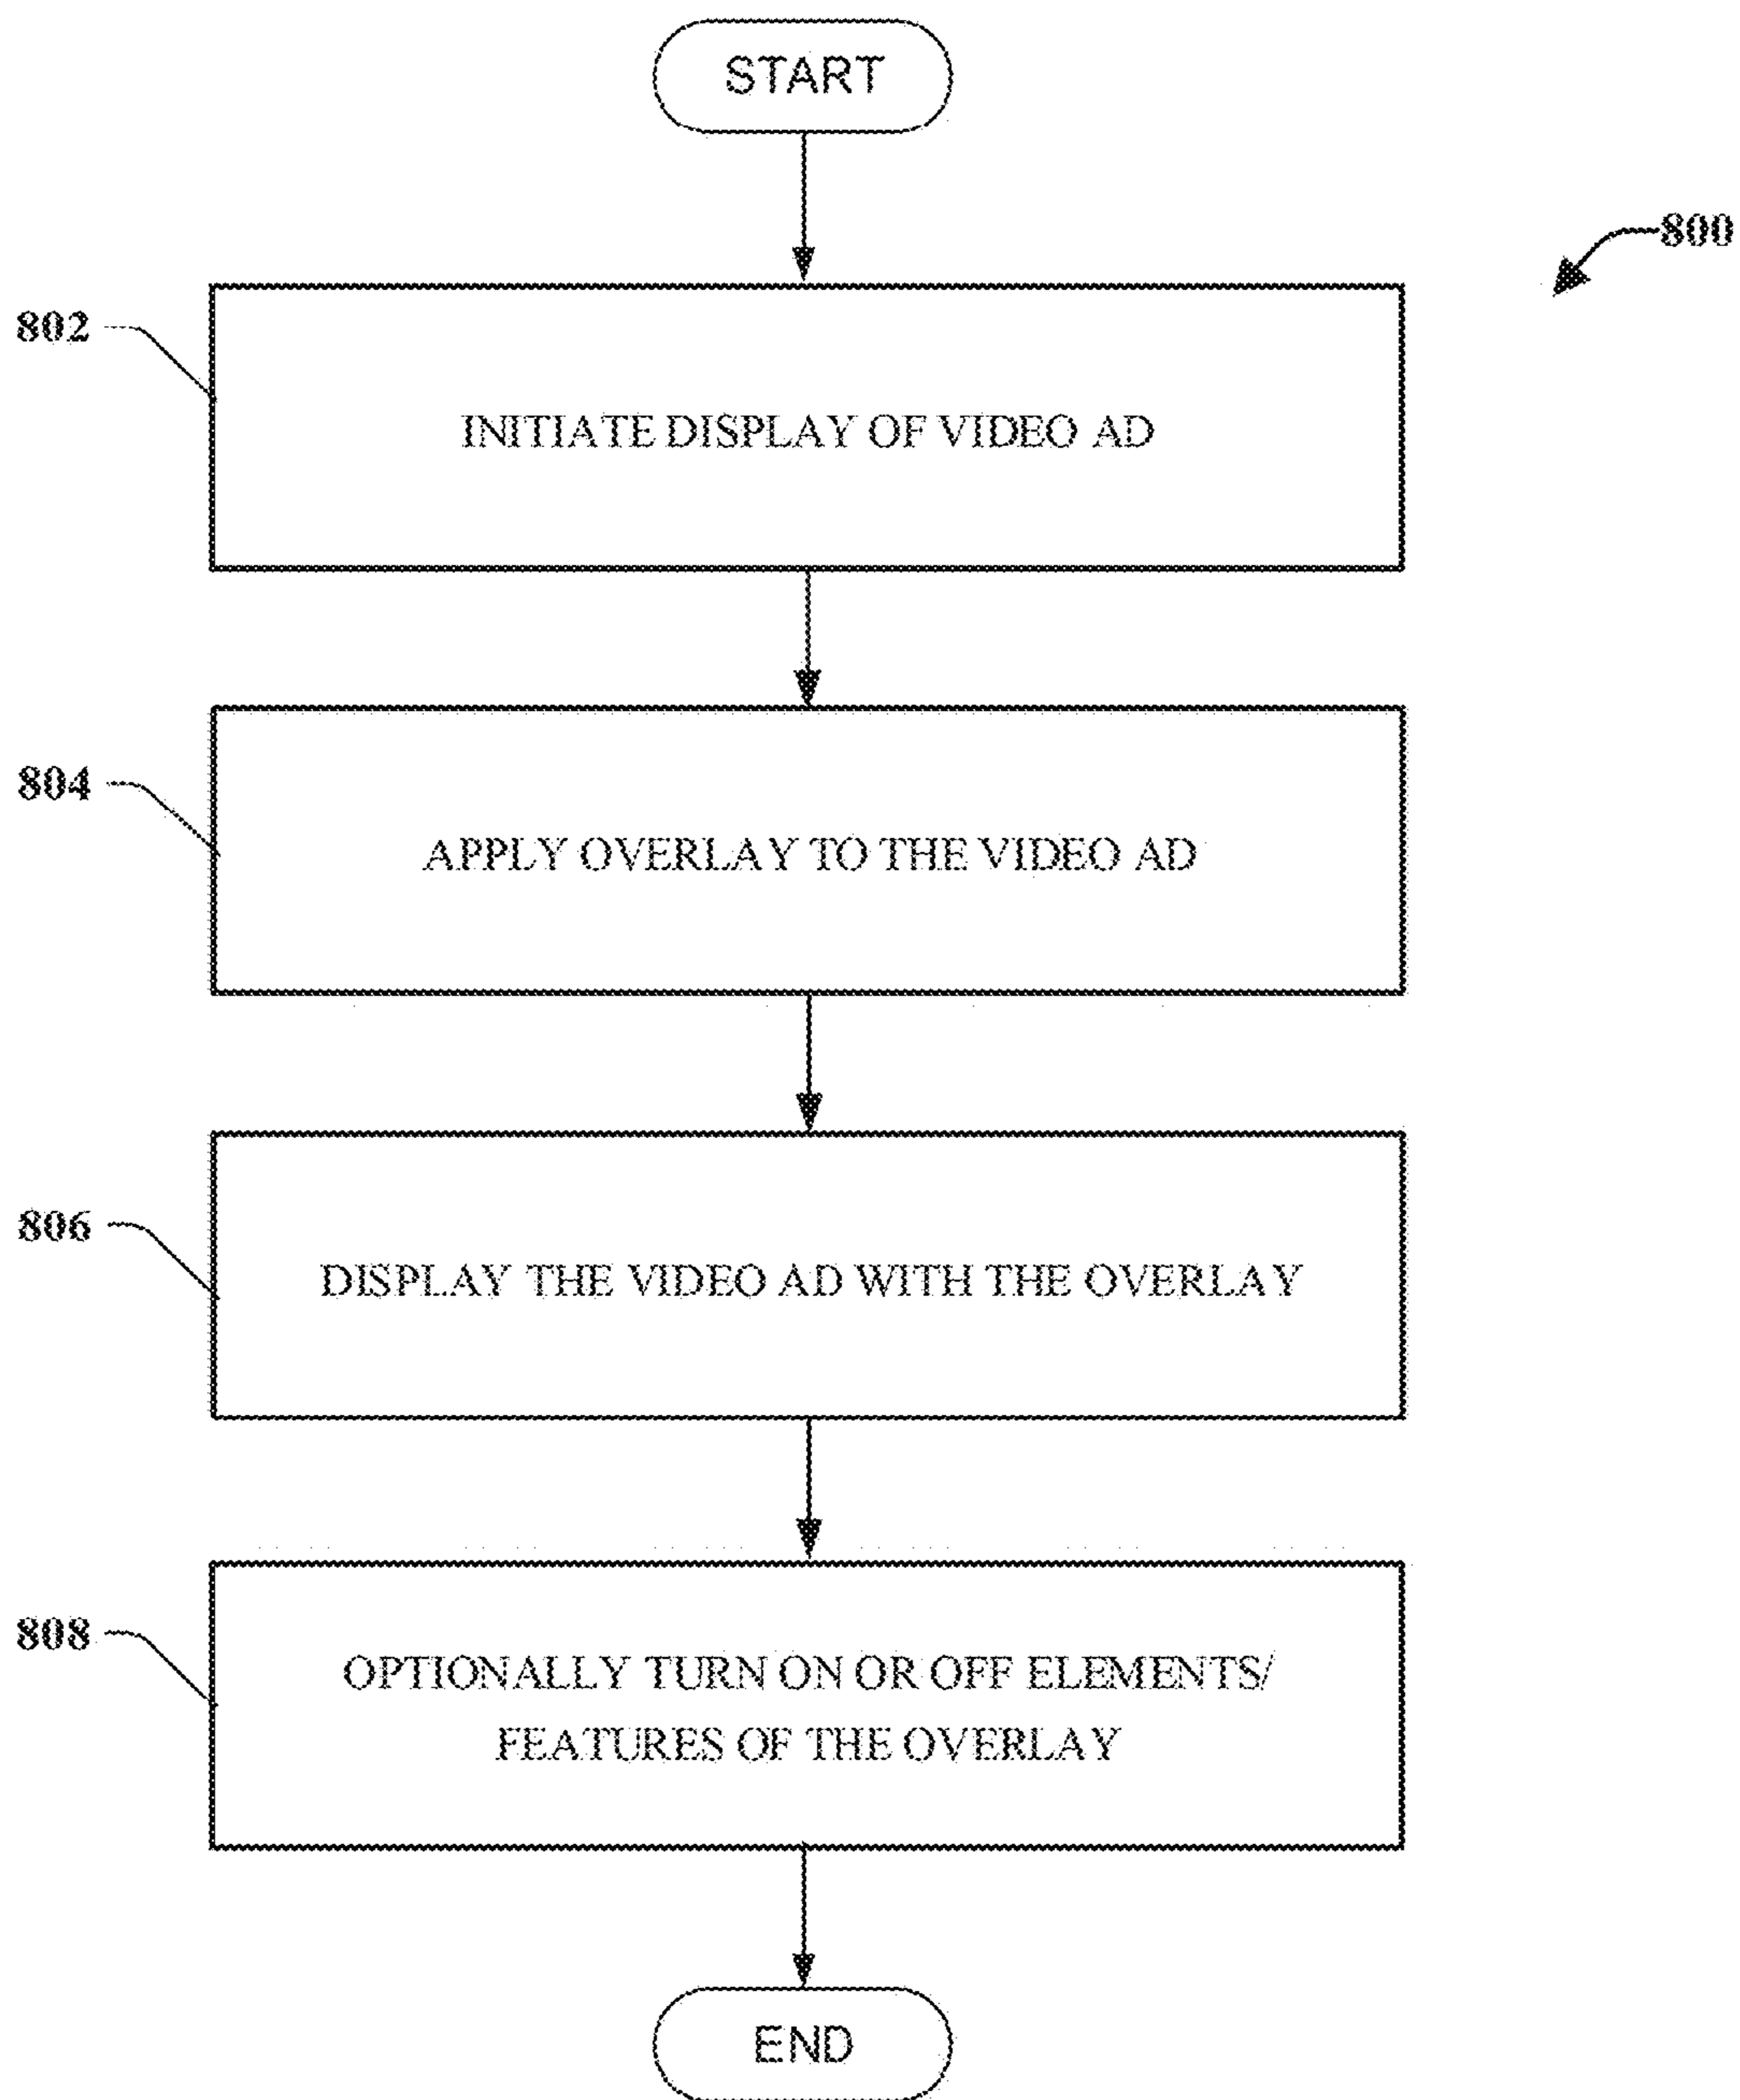 START
800
802
INITIATE DISPLAY OF VIDEO AD
804
APPLY OVERLAY TO THE VIDEO AD
806
DISPLAY THE VIDEO AD WITH THE OVERLAY
808
OPTIONALLY TURN ON OR OFF ELEMENTS/
FEATURES OF THE OVERLAY
END